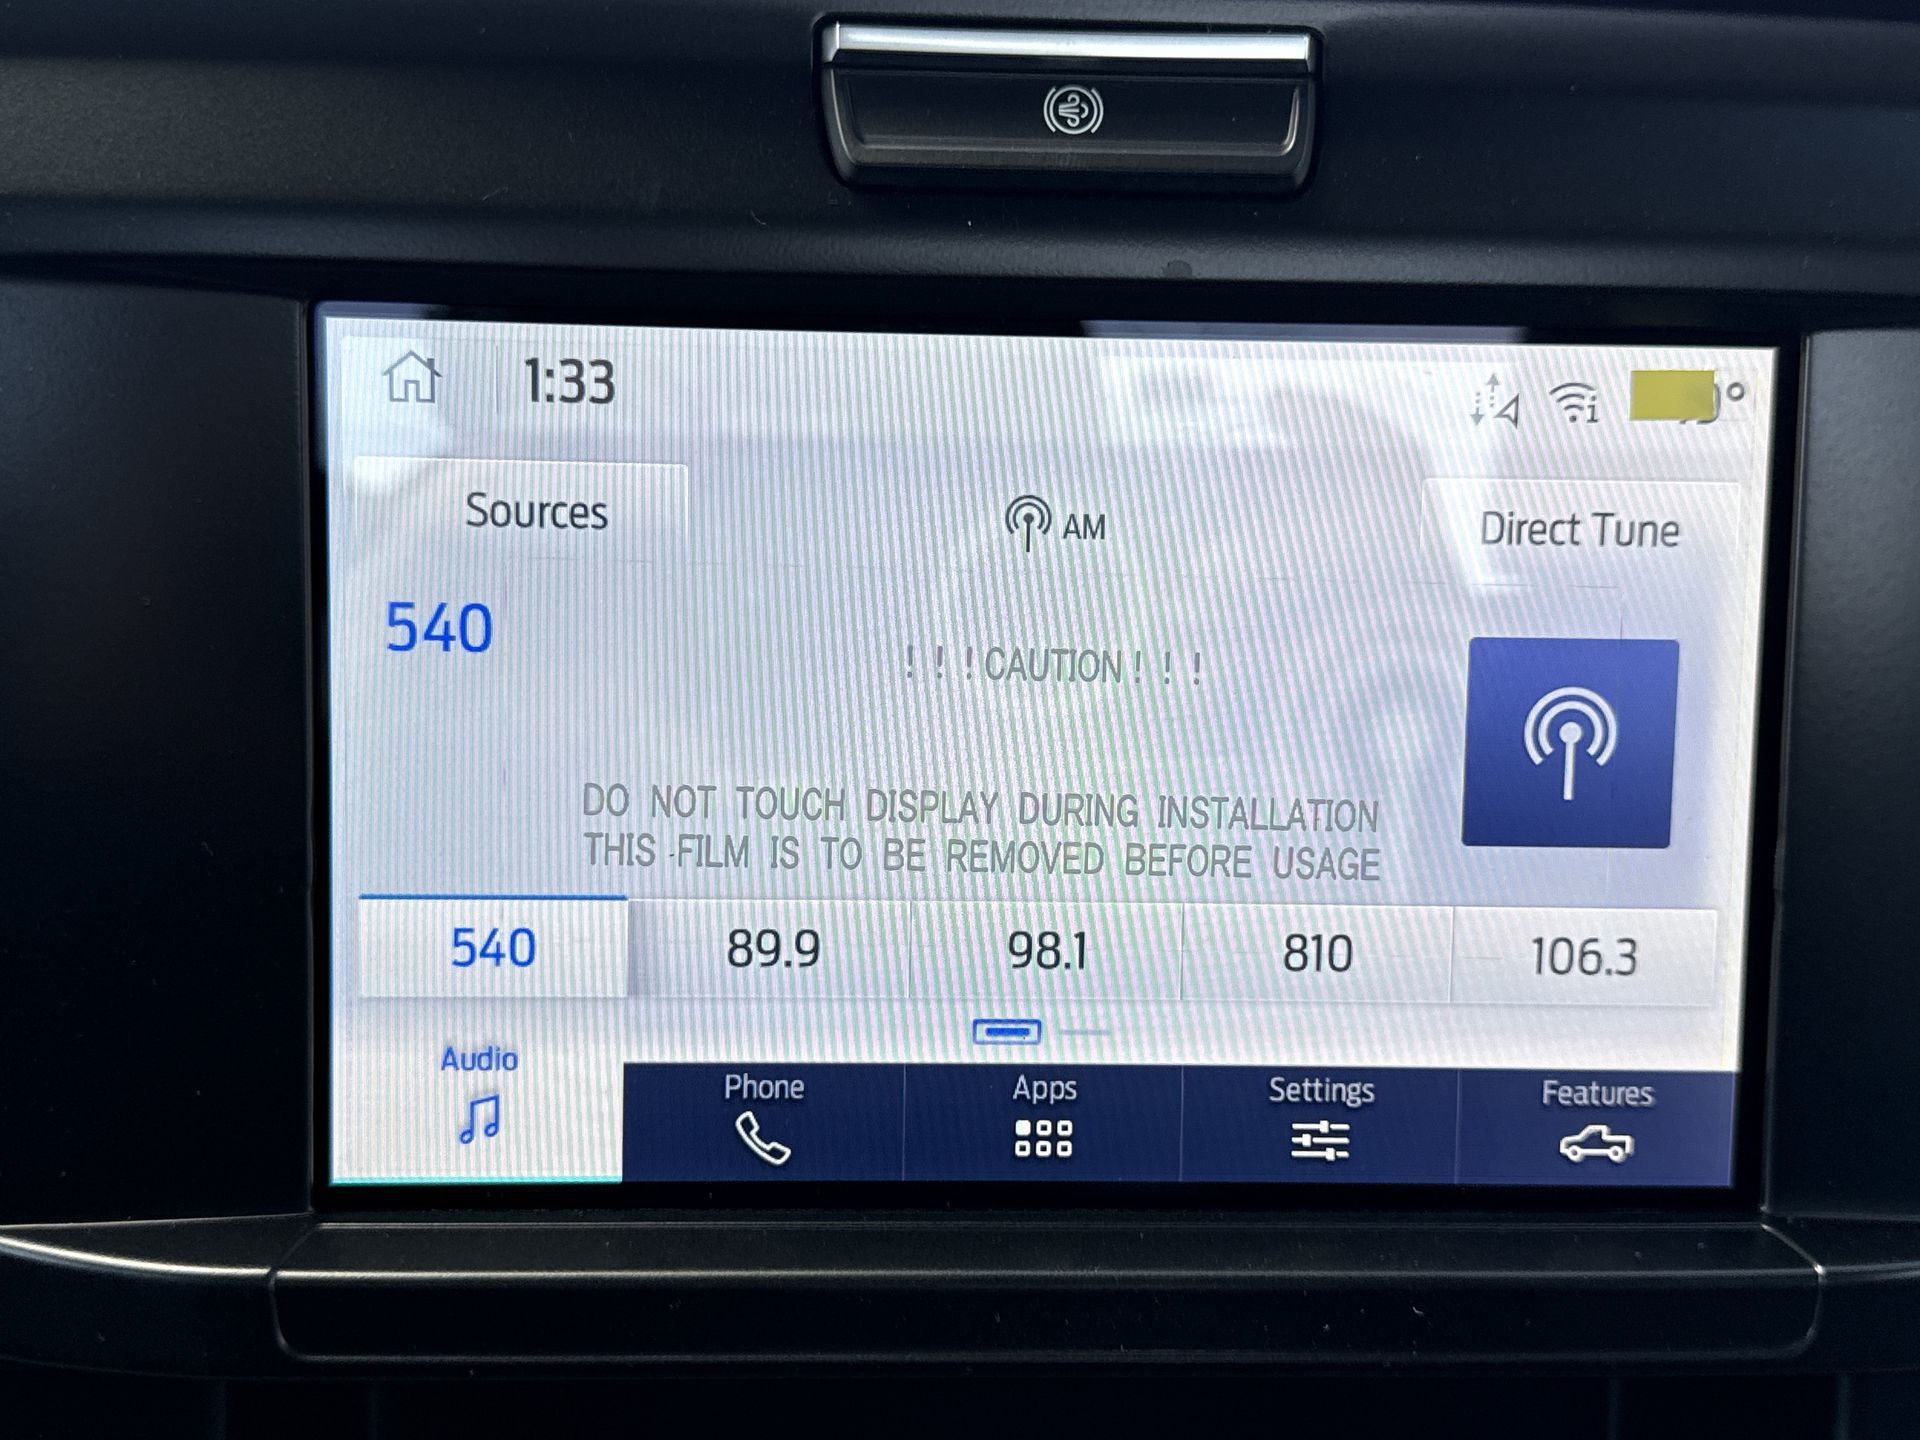 1:33
Sources
AM
Direct Tune
540
! ! ! CAUTION ! ! !
DO NOT TOUCH DISPLAY DURING INSTALLATION
THIS FILM IS TO BE REMOVED BEFORE USAGE
540 89.9 98.1 810 106.3
Audio Phone Apps Settings Features